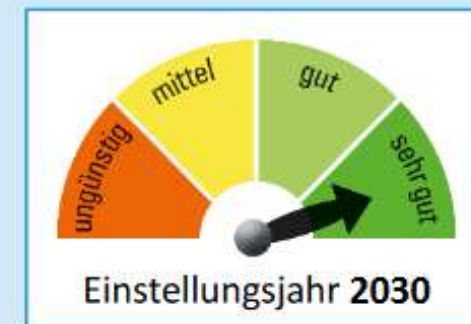 ungünstig
mittel
gut
sehr gut
Einstellungsjahr 2030